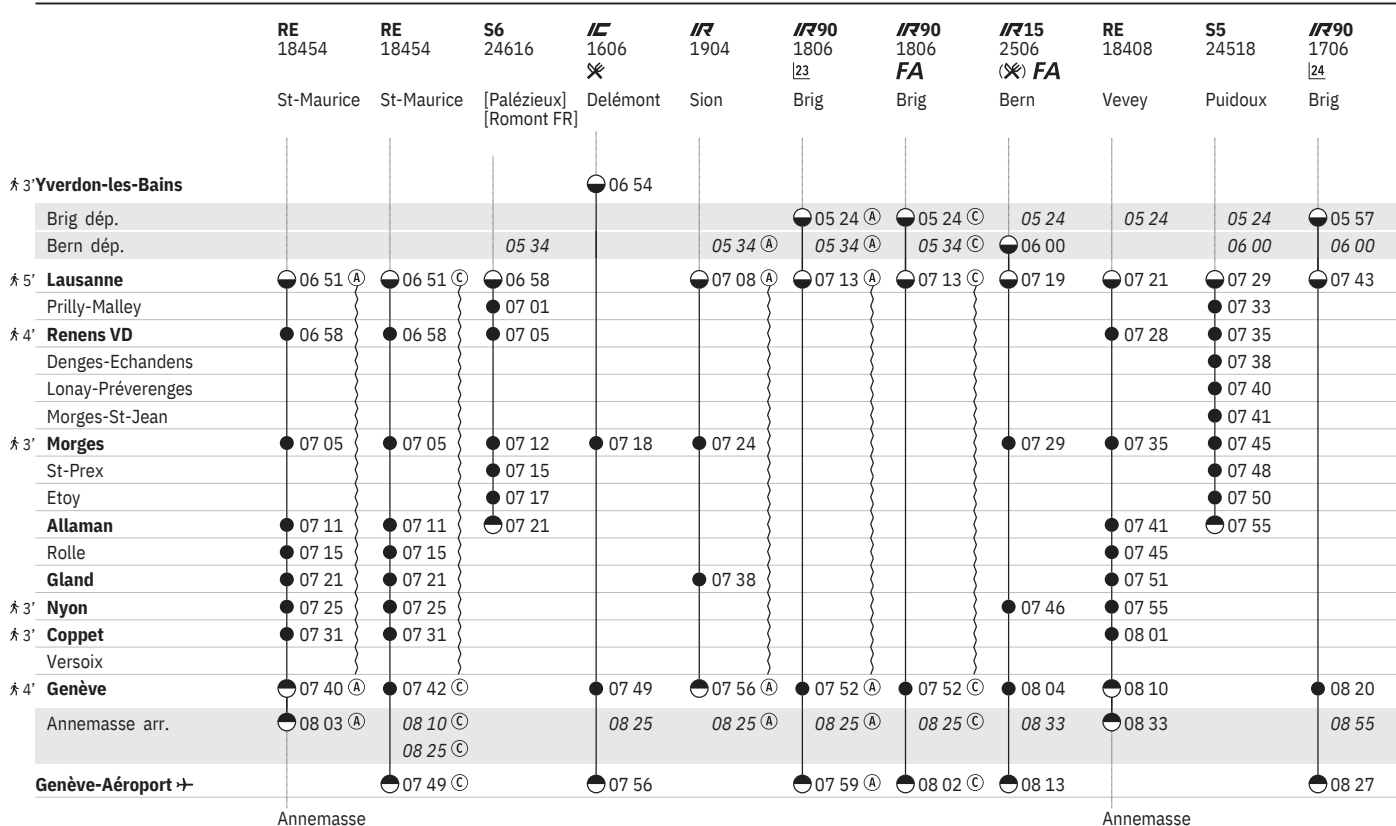 RE RE S6 IC IR IR90 IR90 IR15 RE S5 IR90
18454 18454 24616 1606 1904 1806 1806 2506 18408 24518 1706
23 FA FA 24
St-Maurice St-Maurice [Palézieux] Delémont Sion Brig Brig Bern Vevey Puidoux Brig
[Romont FR]
3' Yverdon-les-Bains 06 54
Brig dép. 05 24 Ⓐ 05 24 Ⓒ 05 24 05 24 05 24 05 57
Bern dép. 05 34 05 34 Ⓐ 05 34 Ⓐ 05 34 Ⓒ 06 00 06 00 06 00
5' Lausanne 06 51 Ⓐ 06 51 Ⓒ 06 58 07 08 Ⓐ 07 13 Ⓐ 07 13 Ⓒ 07 19 07 21 07 29 07 43
Prilly-Malley 07 01 07 33
4' Renens VD 06 58 06 58 07 05 07 28 07 35
Denges-Echandens 07 38
Lonay-Préverenges 07 40
Morges-St-Jean 07 41
3' Morges 07 05 07 05 07 12 07 18 07 24 07 29 07 35 07 45
St-Prex 07 15 07 48
Etoy 07 17 07 50
Allaman 07 11 07 11 07 21 07 41 07 55
Rolle 07 15 07 15 07 45
Gland 07 21 07 21 07 38 07 51
3' Nyon 07 25 07 25 07 46 07 55
3' Coppet 07 31 07 31 08 01
Versoix
4' Genève 07 40 Ⓐ 07 42 Ⓒ 07 49 07 56 Ⓐ 07 52 Ⓐ 07 52 Ⓒ 08 04 08 10 08 20
Annemasse arr. 08 03 Ⓐ 08 10 Ⓒ 08 25 08 25 Ⓐ 08 25 Ⓐ 08 25 Ⓒ 08 33 08 33 08 55
08 25 Ⓒ
Genève-Aéroport 07 49 Ⓒ 07 56 07 59 Ⓐ 08 02 Ⓒ 08 13 08 27
Annemasse Annemasse